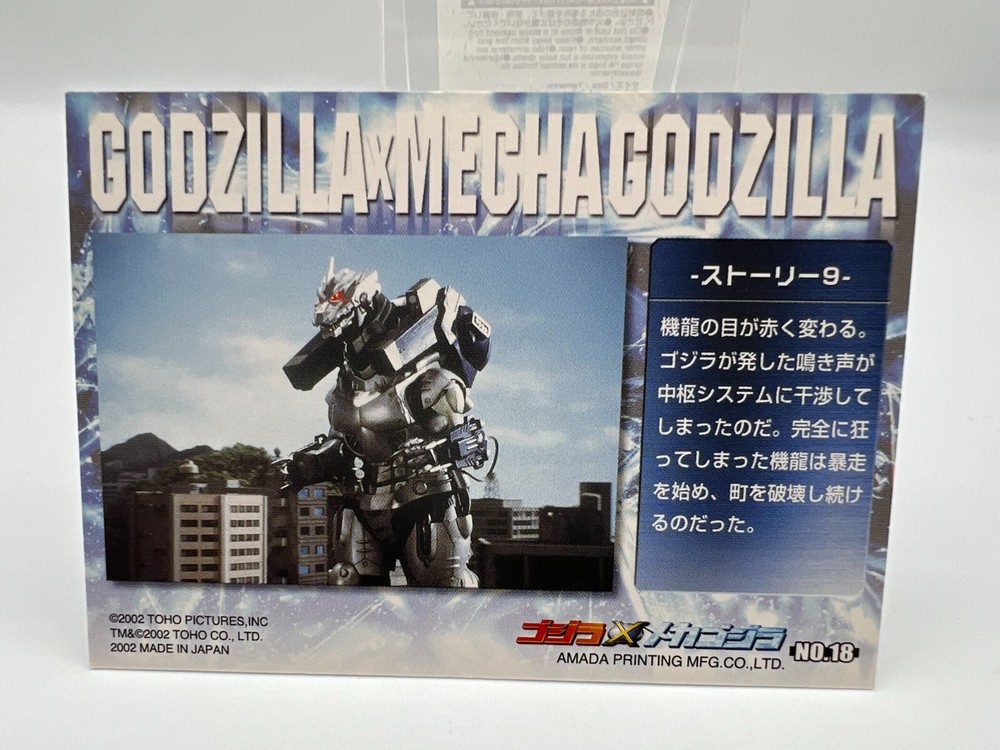 GODZILLA×MECHAGODZILLA
-ストーリー9-
機龍の目が赤く変わる。
ゴジラが発した鳴き声が
中枢システムに干渉して
しまったのだ。完全に狂
ってしまった機龍は暴走
を始め、町を破壊し続け
るのだった。
©2002 TOHO PICTURES,INC
TM&©2002 TOHO CO., LTD.
2002 MADE IN JAPAN
ゴジラ×メカゴジラ
AMADA PRINTING MFG.CO.,LTD.
NO.18